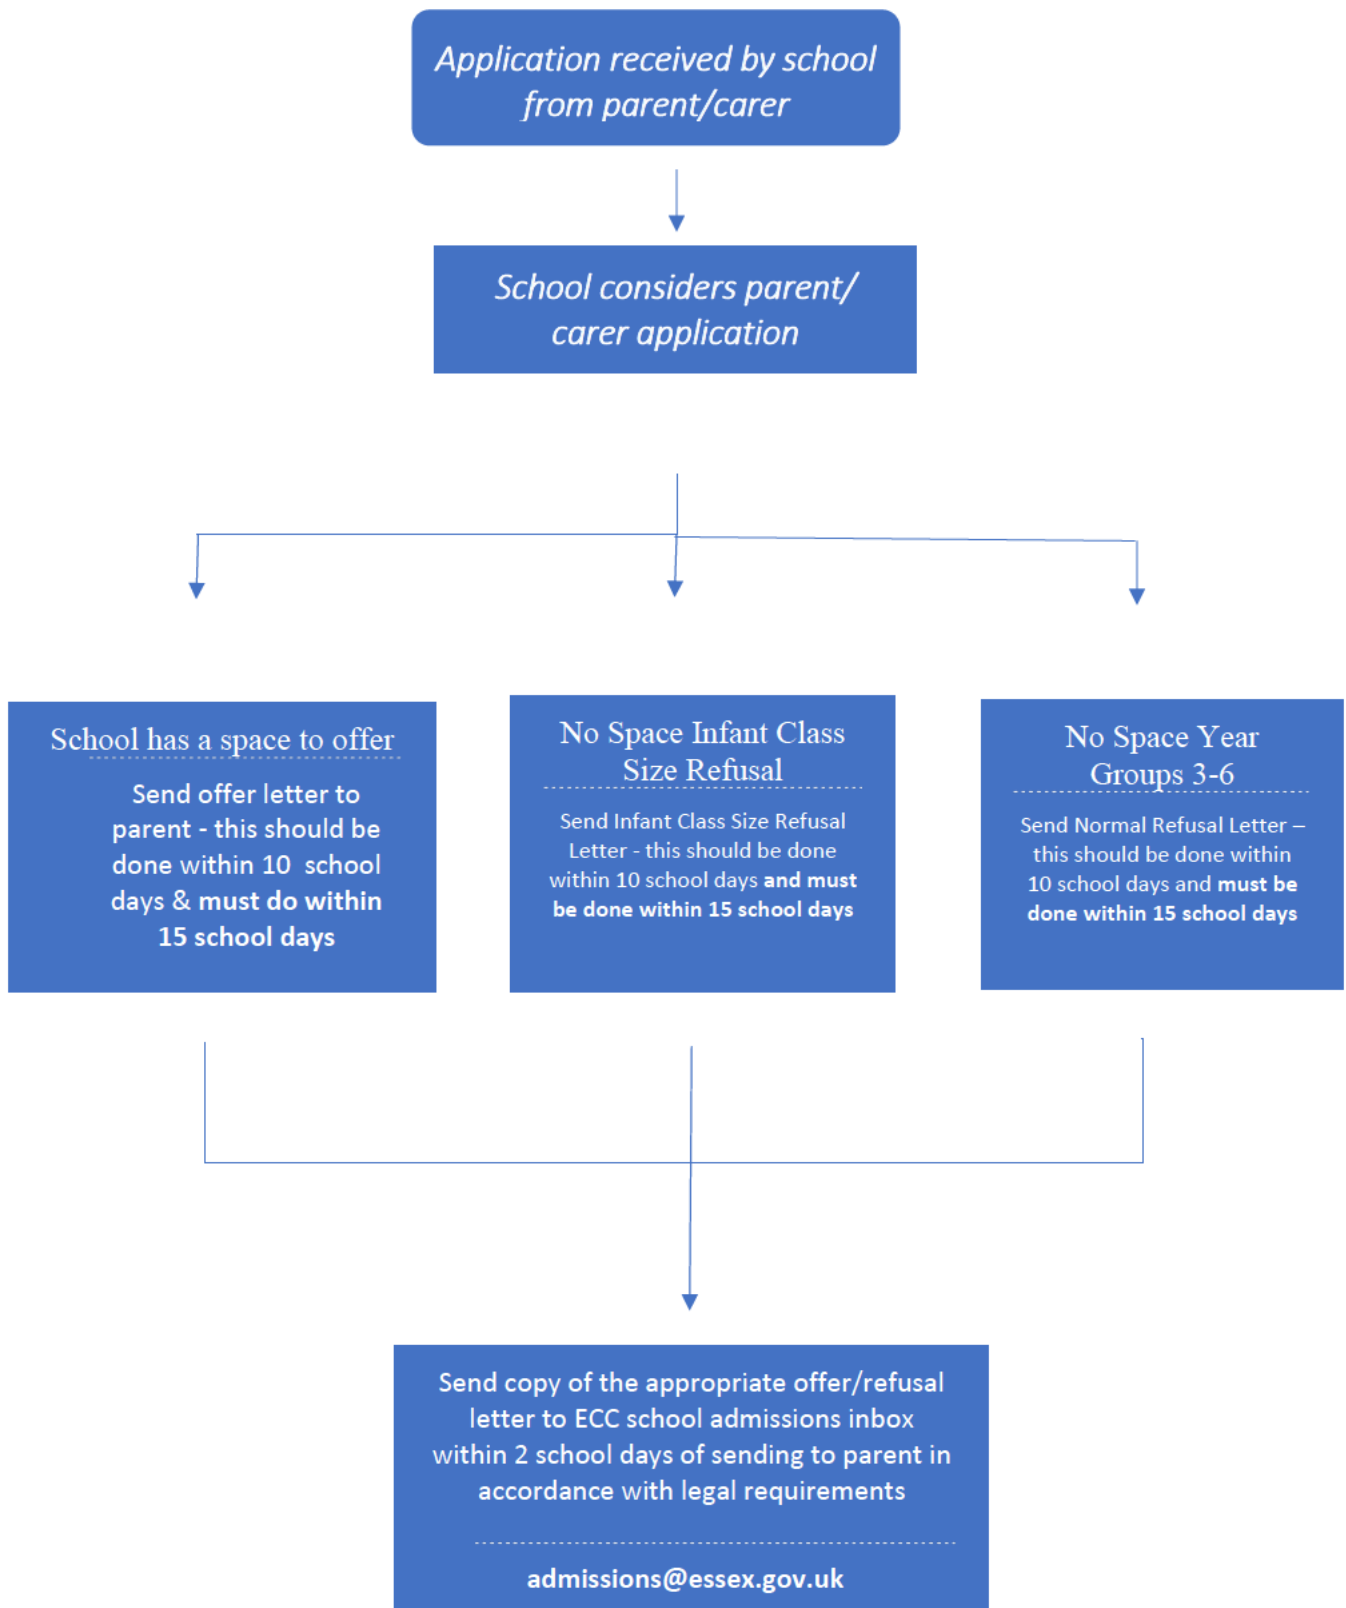 Application received by school
from parent/carer
School considers parent/
carer application
School has a space to offer
Send offer letter to
parent - this should be
done within 10 school
days & must do within
15 school days
No Space Infant Class
Size Refusal
Send Infant Class Size Refusal
Letter - this should be done
within 10 school days and must
be done within 15 school days
No Space Year
Groups 3-6
Send Normal Refusal Letter –
this should be done within
10 school days and must be
done within 15 school days
Send copy of the appropriate offer/refusal
letter to ECC school admissions inbox
within 2 school days of sending to parent in
accordance with legal requirements
admissions@essex.gov.uk